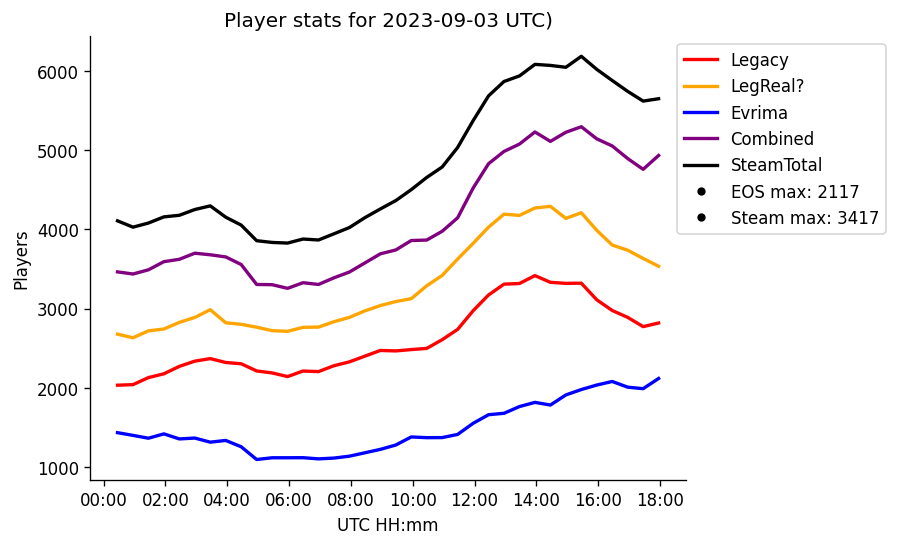 Player stats for 2023-09-03 UTC)
Legacy
LegReal?
Evrima
Combined
SteamTotal
EOS max: 2117
Steam max: 3417
Players
6000
5000
4000
3000
2000
1000
00:00 02:00 04:00 06:00 08:00 10:00 12:00 14:00 16:00 18:00
UTC HH:mm